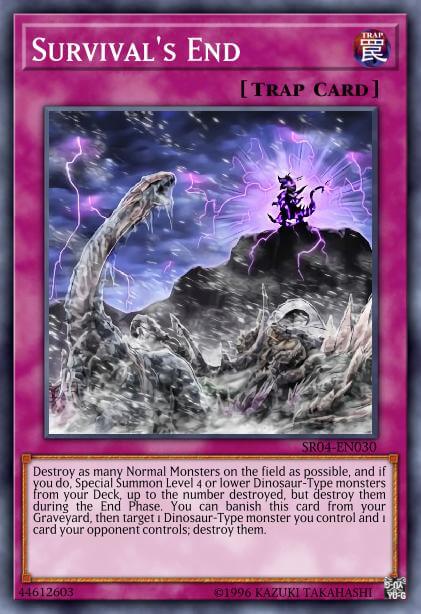 Survival's End
TRAP
罠
[Trap Card]
SR04-EN030
Destroy as many Normal Monsters on the field as possible, and if
you do, Special Summon Level 4 or lower Dinosaur-Type monsters
from your Deck, up to the number destroyed, but destroy them
during the End Phase. You can banish this card from your
Graveyard, then target 1 Dinosaur-Type monster you control and 1
card your opponent controls; destroy them.
44612603
©1996 KAZUKI TAKAHASHI